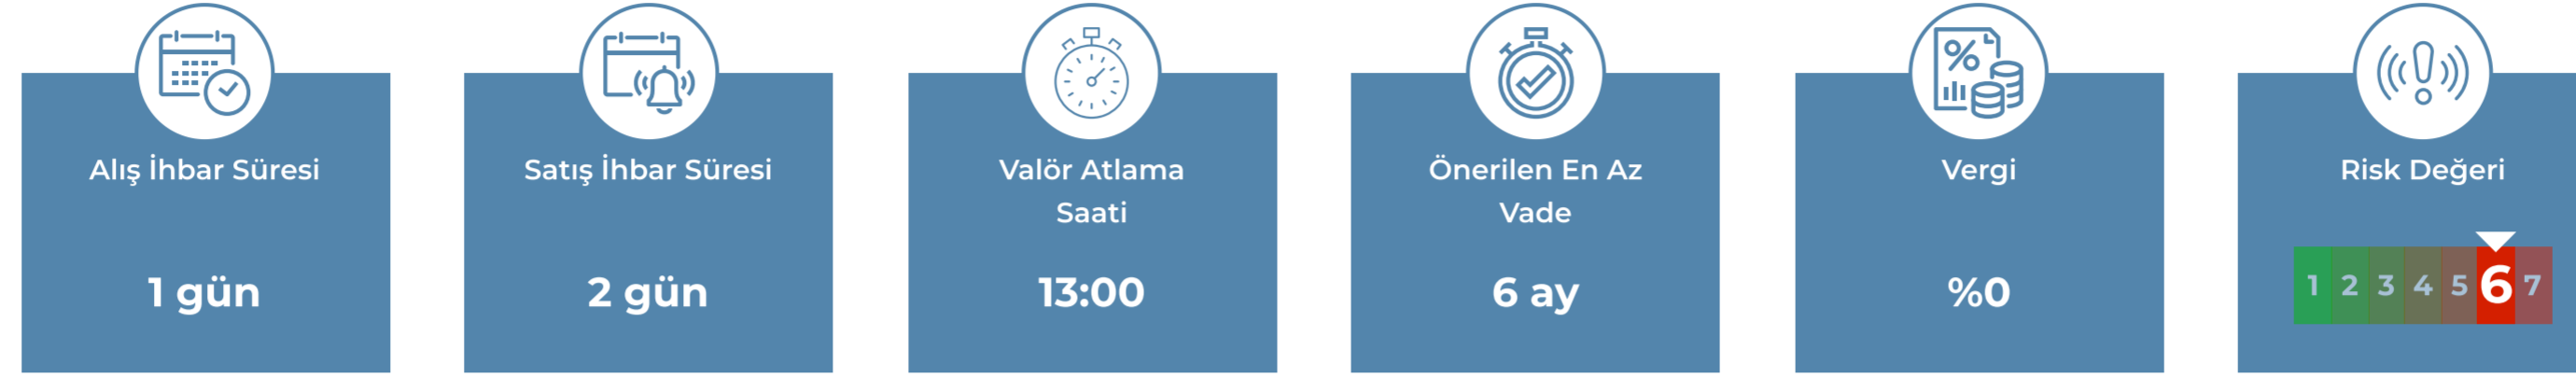 Alış İhbar Süresi
1 gün
Satış İhbar Süresi
2 gün
Valör Atlama
Saati
13:00
Önerilen En Az
Vade
6 ay
Vergi
%0
Risk Değeri
1 2 3 4 5 6 7